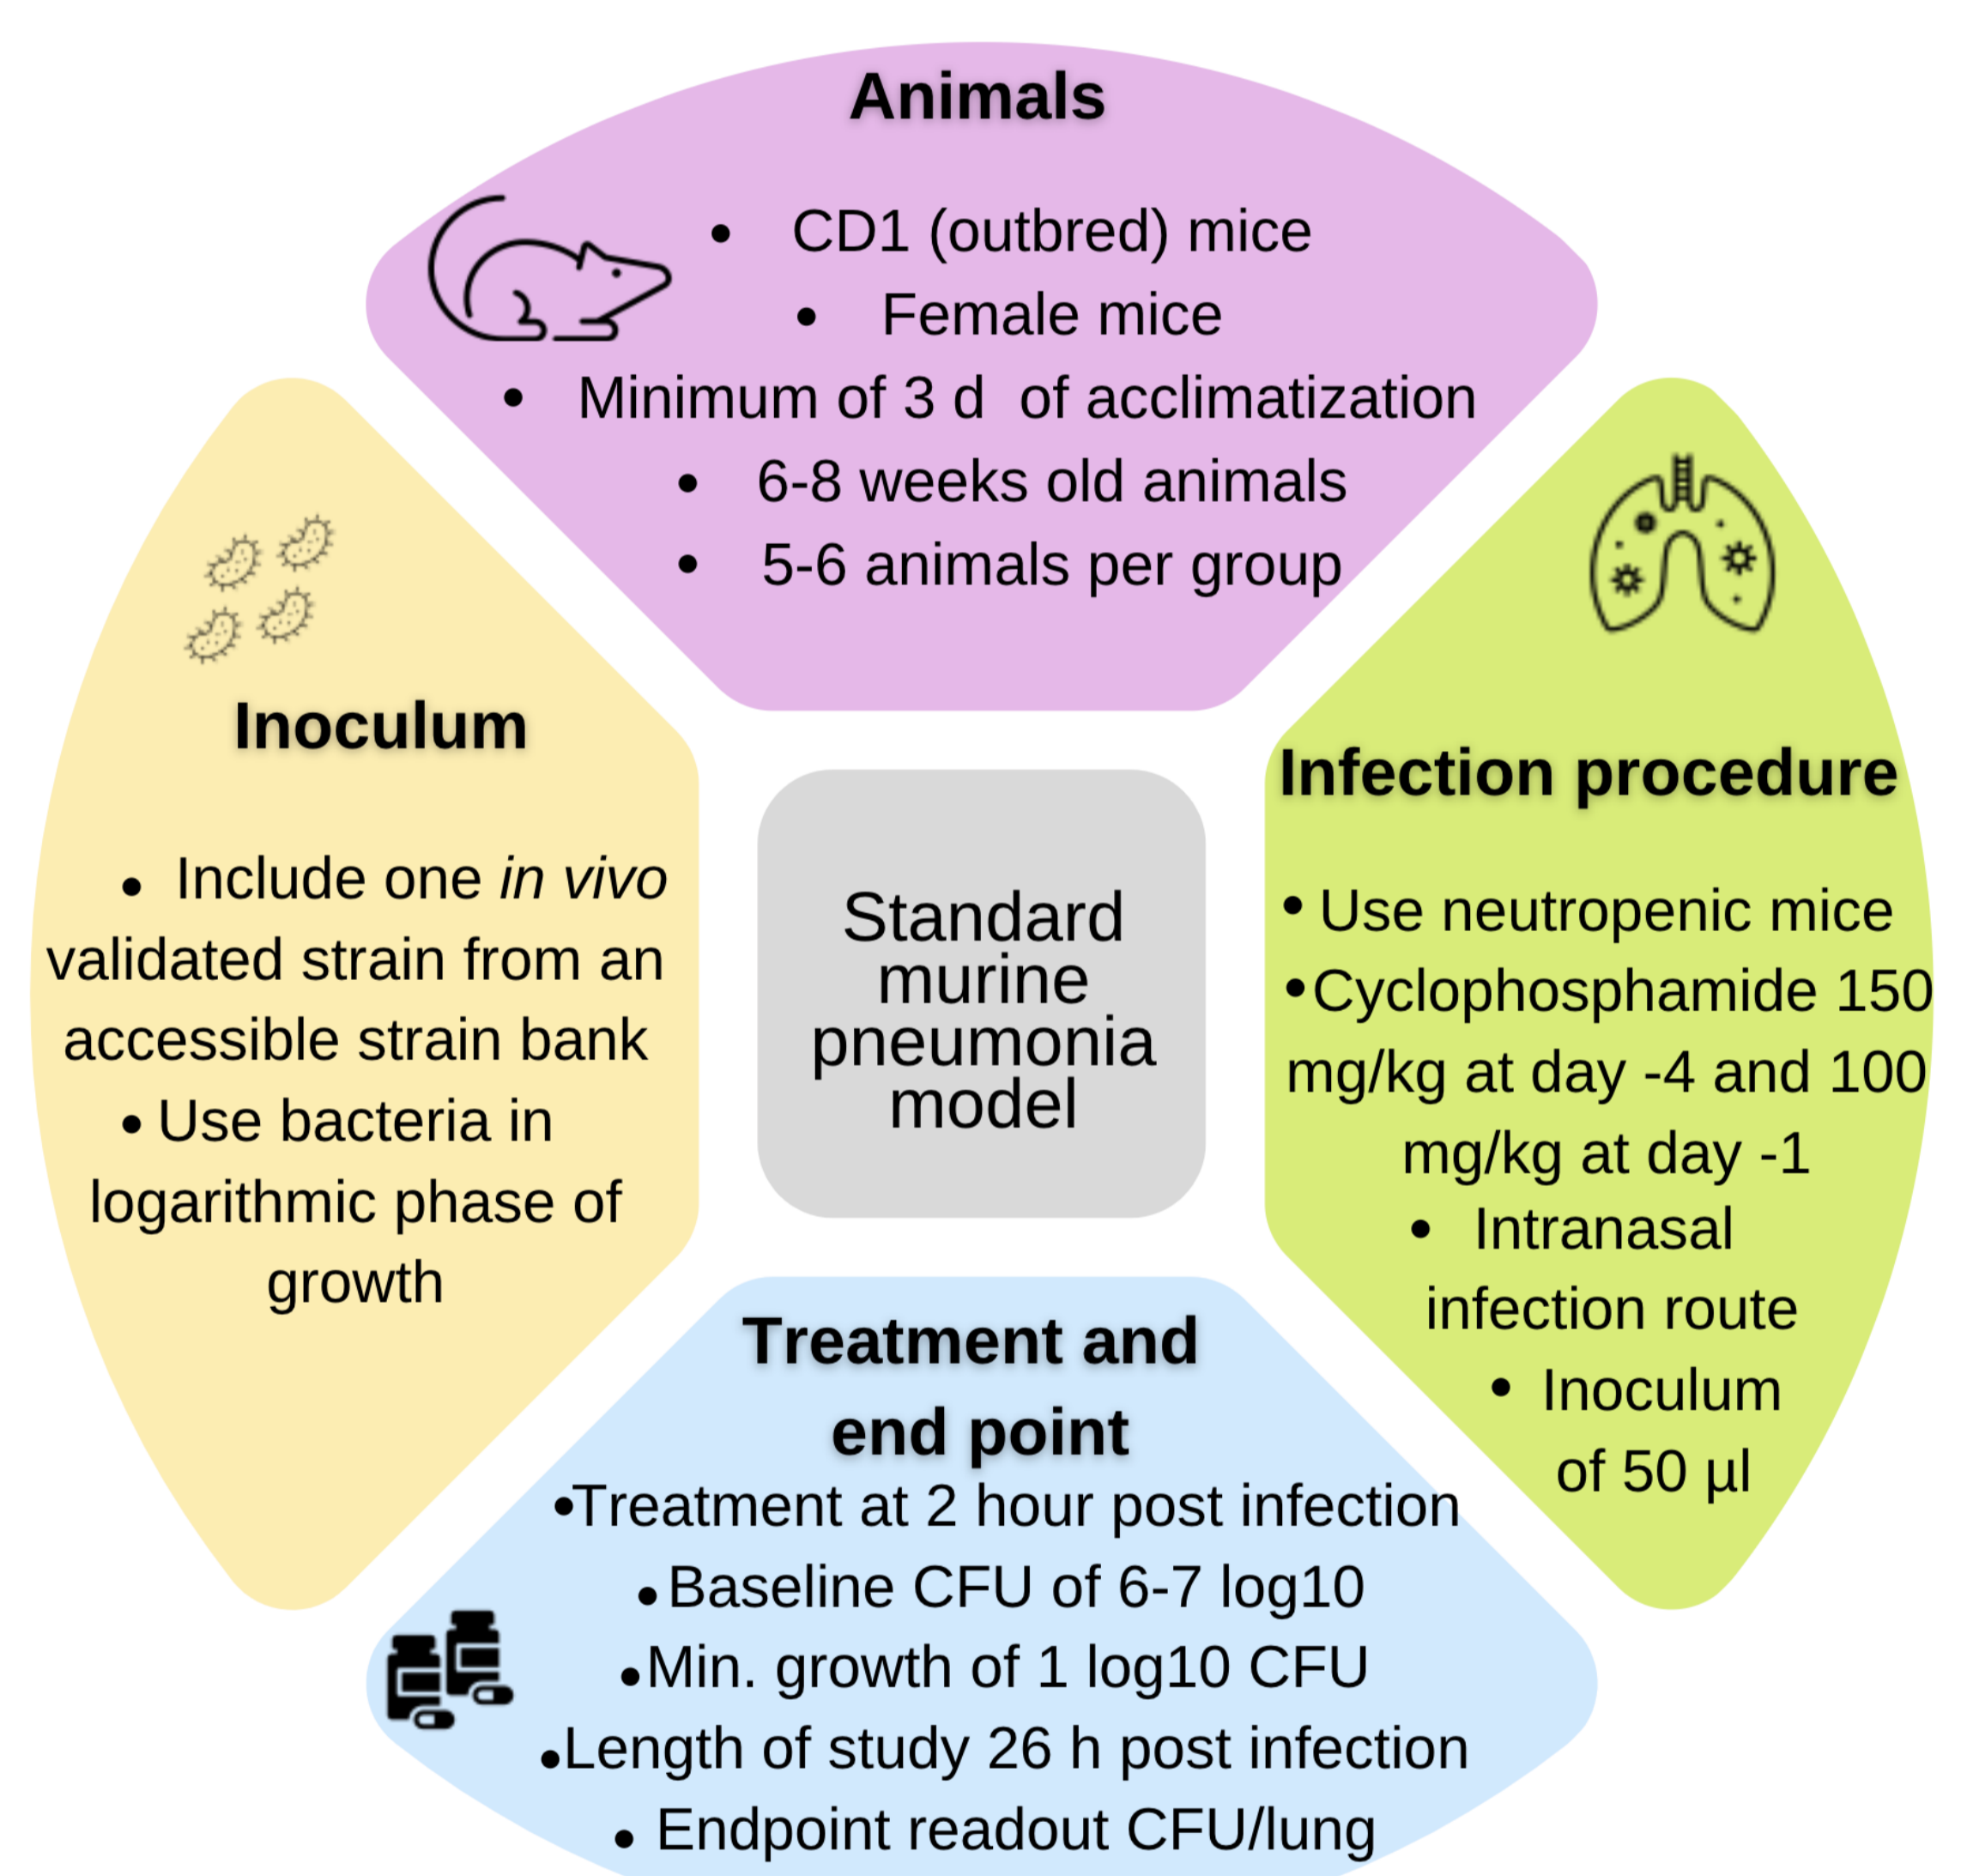 Animals
• CD1 (outbred) mice
• Female mice
• Minimum of 3 d  of acclimatization
• 6-8 weeks old animals
• 5-6 animals per group
Inoculum
• Include one in vivo
validated strain from an
accessible strain bank
• Use bacteria in
logarithmic phase of
growth
Standard
murine
pneumonia
model
Infection procedure
• Use neutropenic mice
• Cyclophosphamide 150
mg/kg at day -4 and 100
mg/kg at day -1
• Intranasal
infection route
• Inoculum
of 50 µl
Treatment and
end point
•Treatment at 2 hour post infection
• Baseline CFU of 6-7 log10
•Min. growth of 1 log10 CFU
•Length of study 26 h post infection
• Endpoint readout CFU/lung